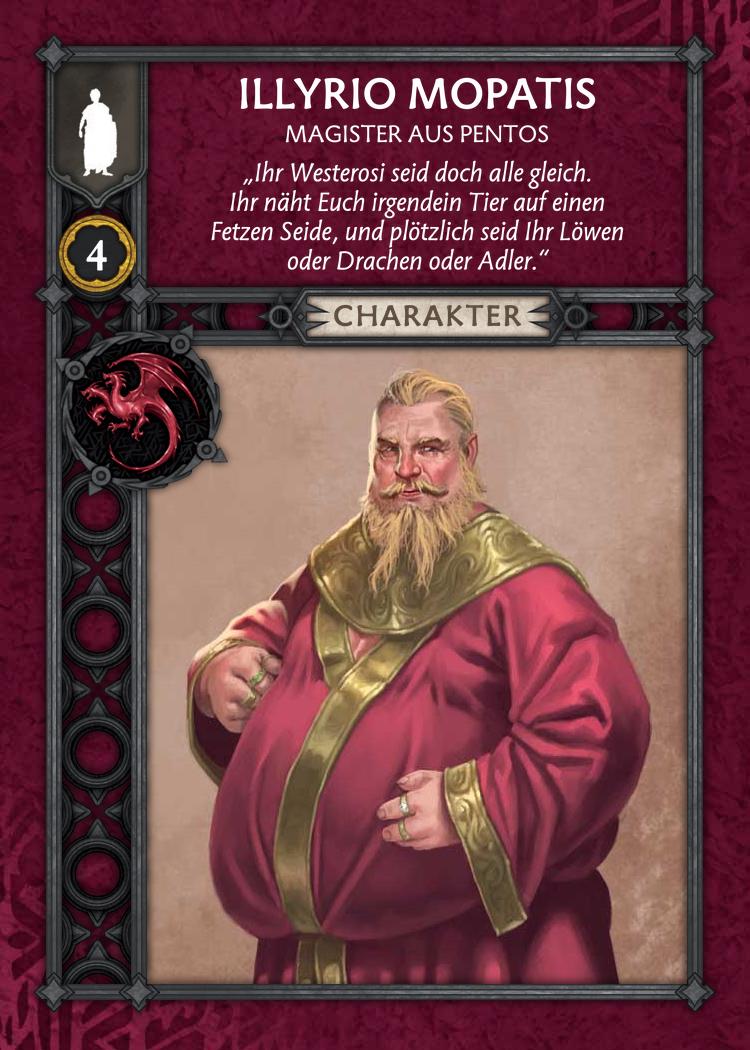 ILLYRIO MOPATIS
MAGISTER AUS PENTOS
„Ihr Westerosi seid doch alle gleich.
Ihr näht Euch irgendein Tier auf einen
Fetzen Seide, und plötzlich seid Ihr Löwen
oder Drachen oder Adler.“
4
CHARAKTER